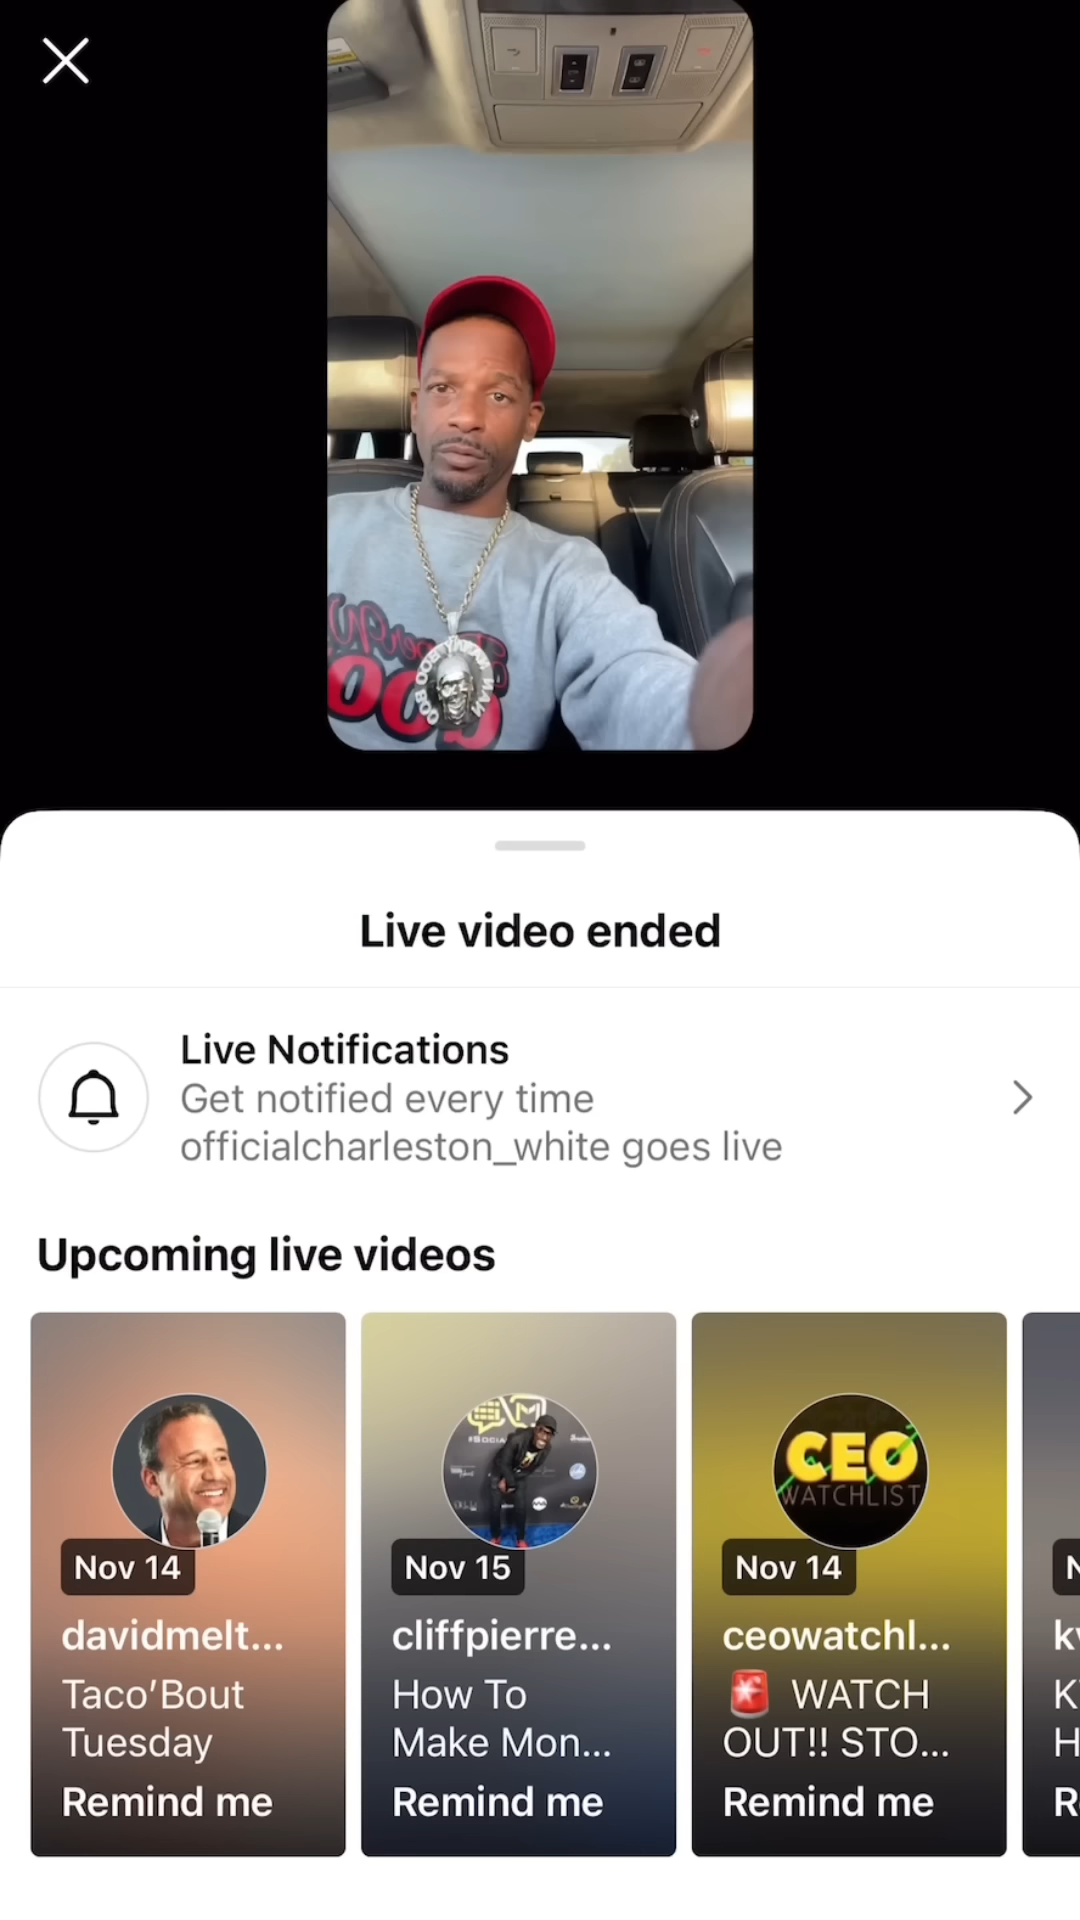 Live video ended
Live Notifications
Get notified every time
officialcharleston_white goes live
Upcoming live videos
CEO
WATCHLIST
Nov 14
davidmelt...
Taco’Bout
Tuesday
Remind me
Nov 15
cliffpierre...
How To
Make Mon...
Remind me
Nov 14
ceowatchl...
🚨 WATCH
OUT!! STO...
Remind me